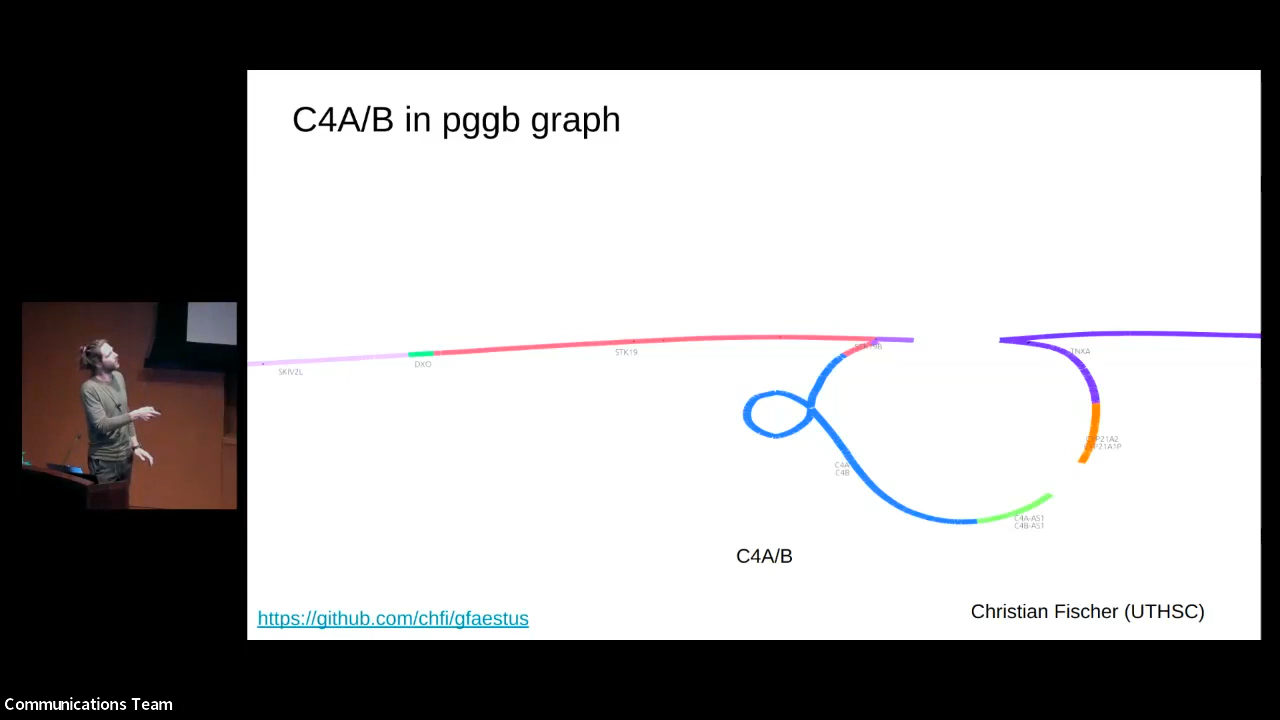 C4A/B in pggb graph
SKIV2L
DXO
STK19
TNXA
C4A
C4B
C4A-AS1
C4B-AS1
C4A/B
https://github.com/chfi/gfaestus
Christian Fischer (UTHSC)
Communications Team